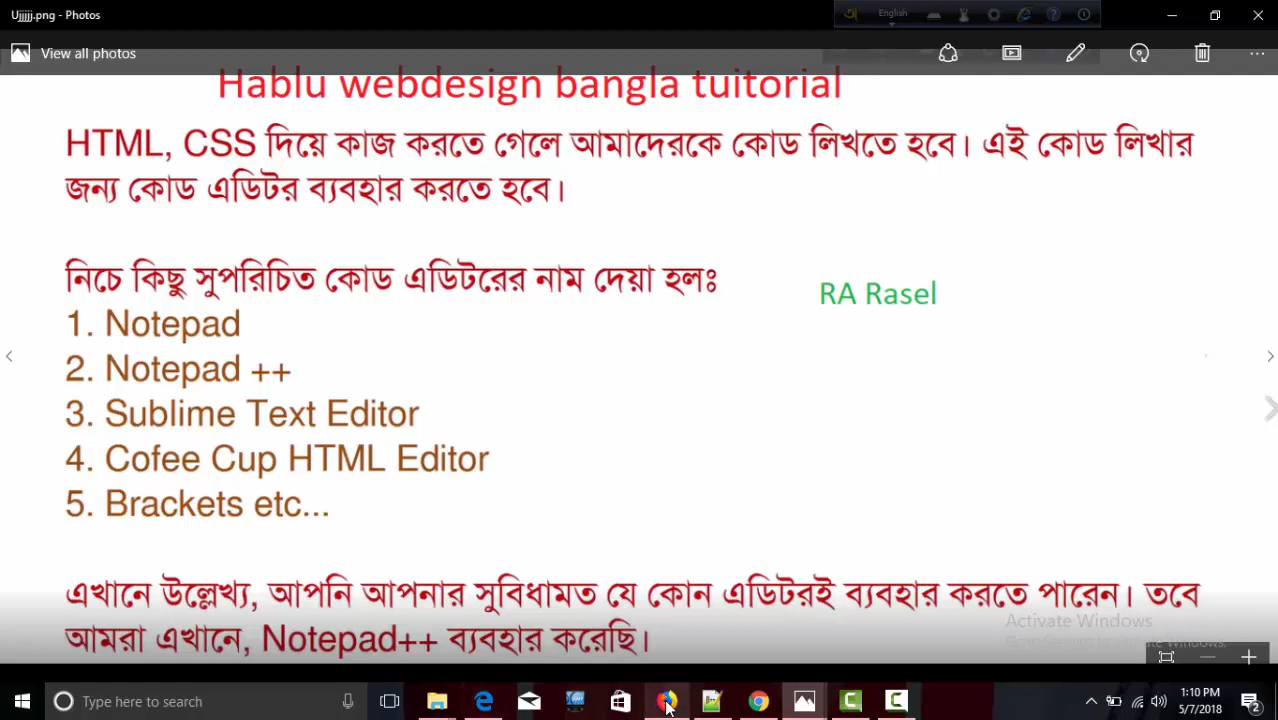 Ujjjjj.png - Photos
English
View all photos
Hablu webdesign bangla tuitorial
HTML, CSS দিয়ে কাজ করতে গেলে আমাদেরকে কোড লিখতে হবে। এই কোড লিখার
জন্য কোড এডিটর ব্যবহার করতে হবে।
নিচে কিছু সুপরিচিত কোড এডিটরের নাম দেয়া হলঃ
RA Rasel
1. Notepad
2. Notepad ++
3. Sublime Text Editor
4. Cofee Cup HTML Editor
5. Brackets etc...
এখানে উল্লেখ্য, আপনি আপনার সুবিধামত যে কোন এডিটরই ব্যবহার করতে পারেন। তবে
আমরা এখানে, Notepad++ ব্যবহার করেছি।
Activate Windows
Type here to search
1:10 PM
5/7/2018
2